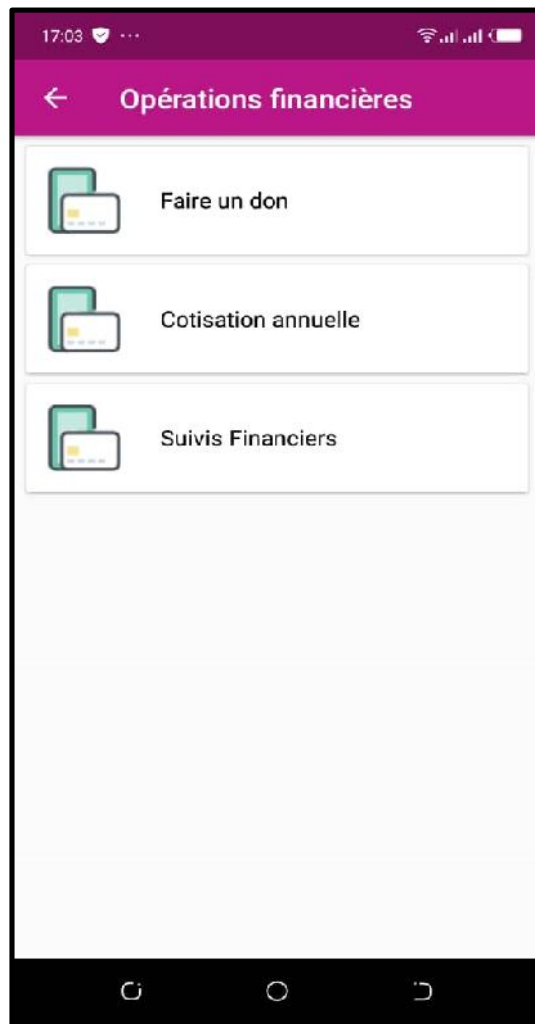 17:03
Opérations financières
Faire un don
Cotisation annuelle
Suivis Financiers